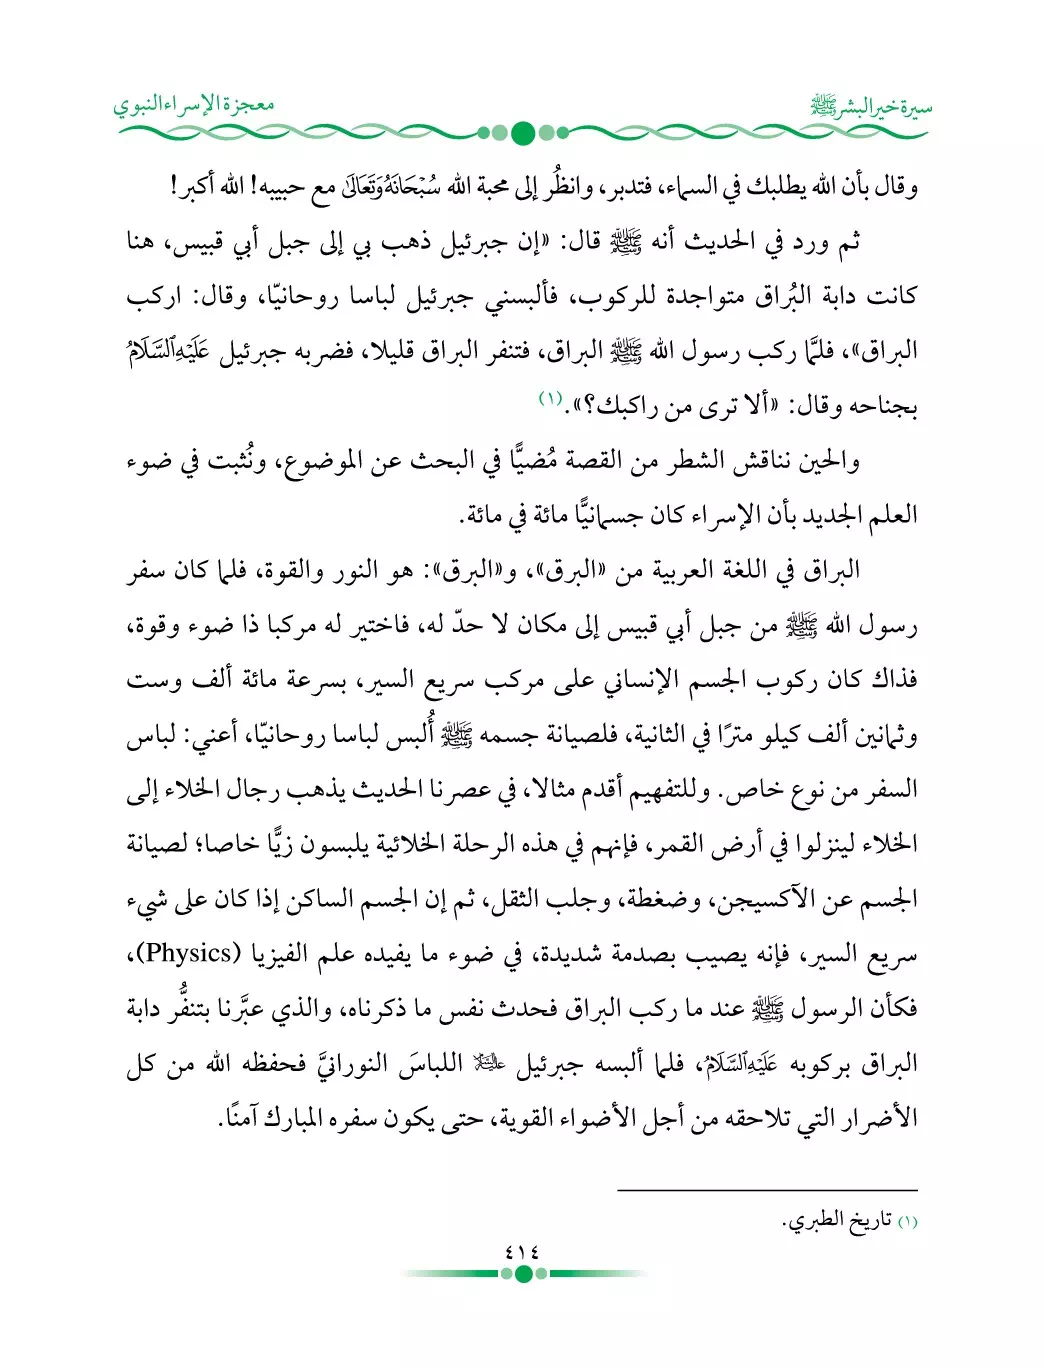 سيرة خير البشر ﷺ
معجزة الإسراء النبوي
وقال بأن الله يطلبك في السماء، فتدبر، وانظُر إلى محبة الله سُبْحَانَهُ وَتَعَالَىٰ مع حبيبه! الله أكبر!
ثم ورد في الحديث أنه ﷺ قال: «إن جبرئيل ذهب بي إلى جبل أبي قبيس، هنا
كانت دابة البُراق متواجدة للركوب، فألبسني جبرئيل لباسا روحانيّا، وقال: اركب
البراق»، فلمَّا ركب رسول الله ﷺ البراق، فتنفر البراق قليلا، فضربه جبرئيل عَلَيْهِ ٱلسَّلَامُ
بجناحه وقال: «ألا ترى من راكبك؟».(١)
والحين نناقش الشطر من القصة مُضيًّا في البحث عن الموضوع، ونُثبت في ضوء
العلم الجديد بأن الإسراء كان جسمانيًّا مائة في مائة.
البراق في اللغة العربية من «البرق»، و«البرق»: هو النور والقوة، فلما كان سفر
رسول الله ﷺ من جبل أبي قبيس إلى مكان لا حدّ له، فاختير له مركبا ذا ضوء وقوة،
فذاك كان ركوب الجسم الإنساني على مركب سريع السير، بسرعة مائة ألف وست
وثمانين ألف كيلو مترًا في الثانية، فلصيانة جسمه ﷺ أُلبس لباسا روحانيّا، أعني: لباس
السفر من نوع خاص. وللتفهيم أقدم مثالا، في عصرنا الحديث يذهب رجال الخلاء إلى
الخلاء لينزلوا في أرض القمر، فإنهم في هذه الرحلة الخلائية يلبسون زيًّا خاصا؛ لصيانة
الجسم عن الآكسيجن، وضغطة، وجلب الثقل، ثم إن الجسم الساكن إذا كان على شيء
سريع السير، فإنه يصيب بصدمة شديدة، في ضوء ما يفيده علم الفيزيا (Physics)،
فكأن الرسول ﷺ عند ما ركب البراق فحدث نفس ما ذكرناه، والذي عبَّرنا بتنفُّر دابة
البراق بركوبه عَلَيْهِ ٱلسَّلَامُ، فلما ألبسه جبرئيل عليه السلام اللباسَ النورانيَّ فحفظه الله من كل
الأضرار التي تلاحقه من أجل الأضواء القوية، حتى يكون سفره المبارك آمنًا.
(١) تاريخ الطبري.
٤١٤